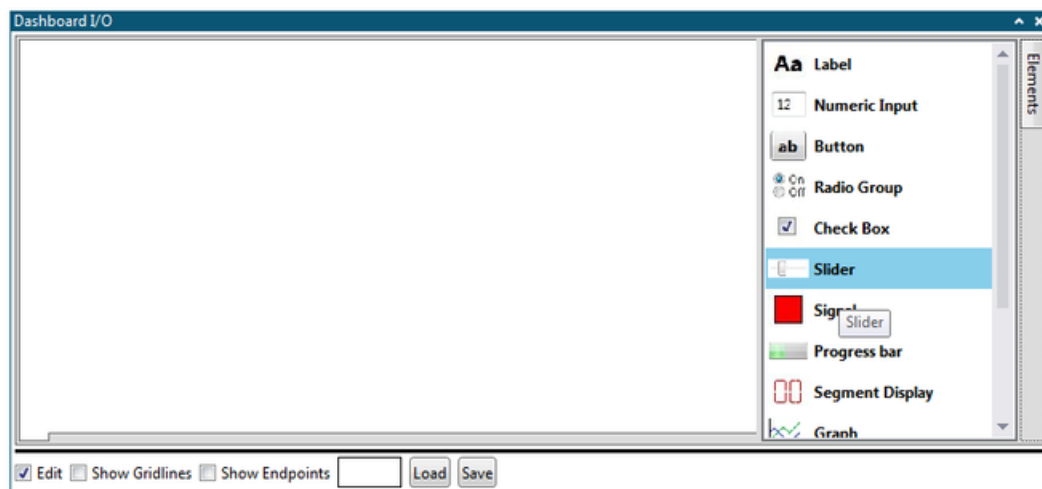 Dashboard I/O
Aa Label
12 Numeric Input
ab Button
On
Off Radio Group
Check Box
Slider
Signal
Slider
Progress bar
Segment Display
Graph
Elements
Edit Show Gridlines Show Endpoints Load Save